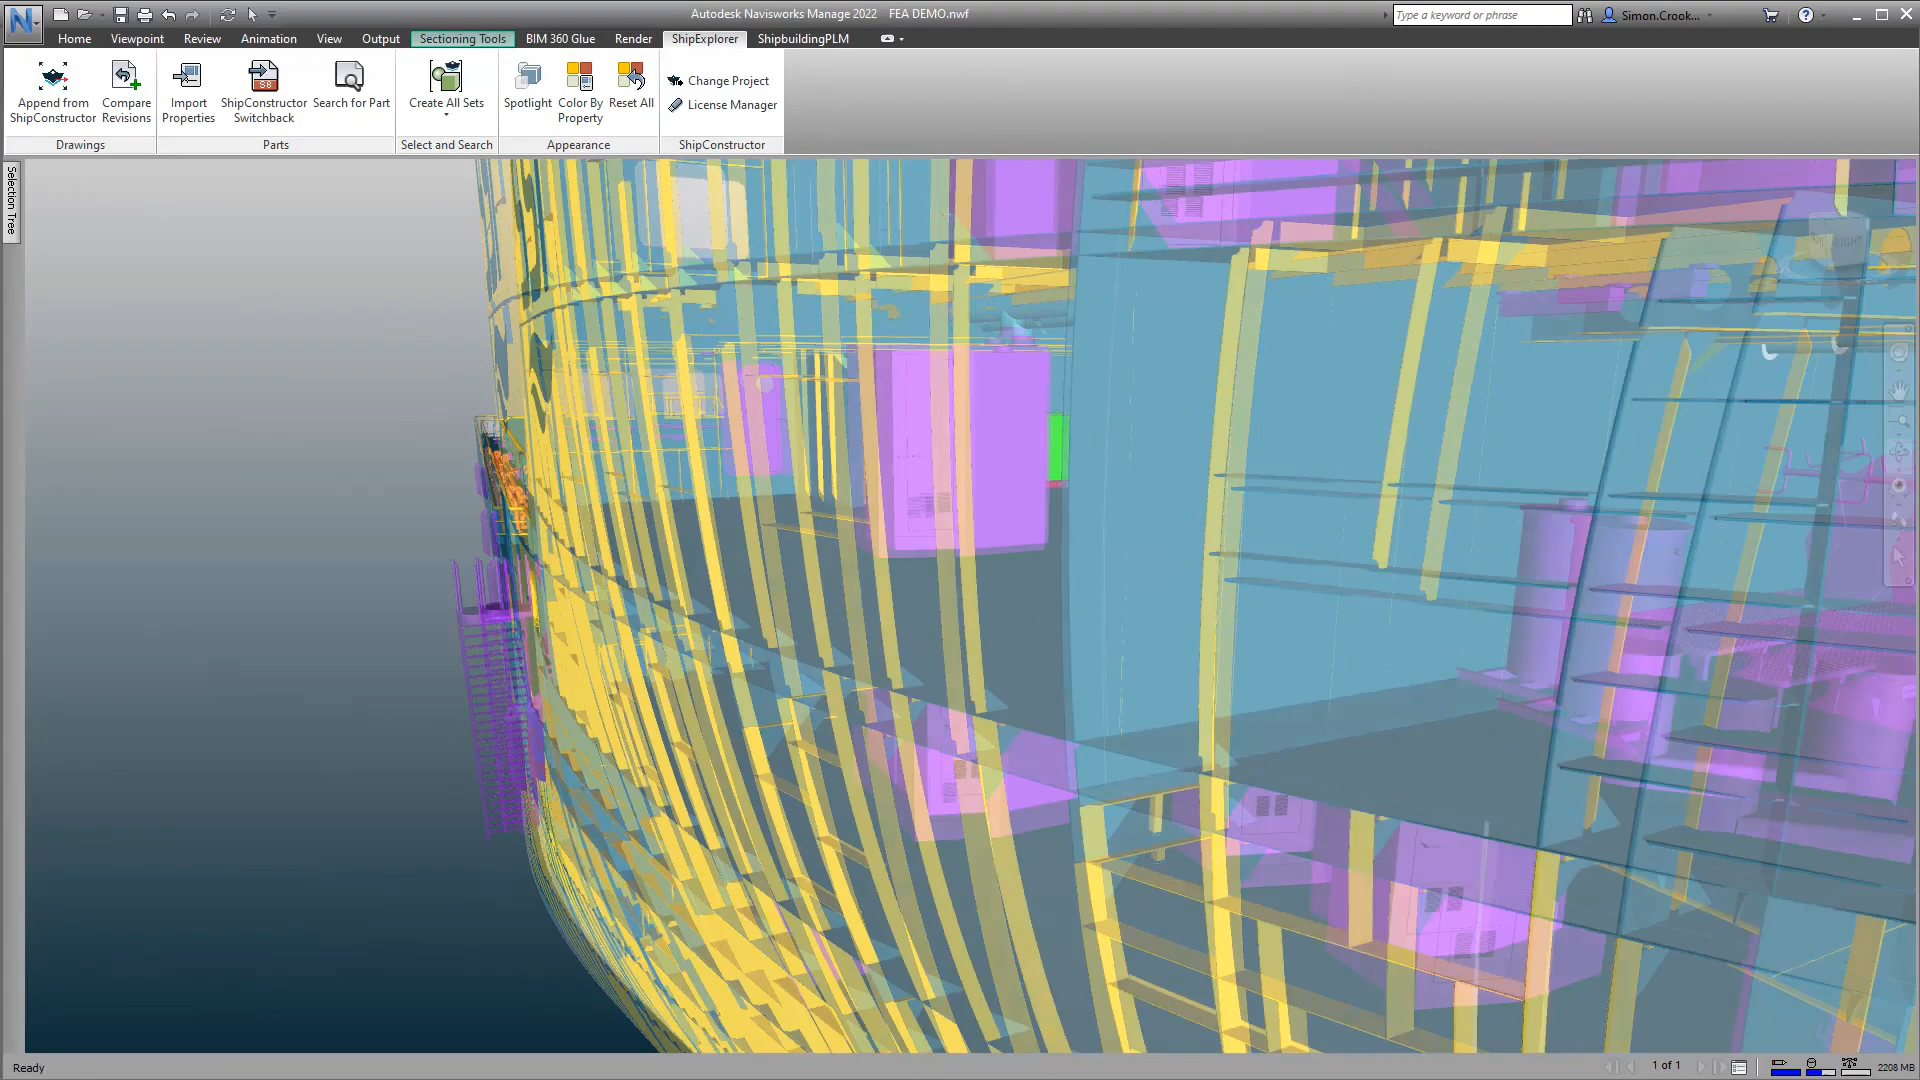 Autodesk Navisworks Manage 2022 FEA DEMO.nwf
Type a keyword or phrase
Simon.Crook...
Home Viewpoint Review Animation View Output Sectioning Tools BIM 360 Glue Render ShipExplorer ShipbuildingPLM
Append from ShipConstructor
Compare Revisions
Import Properties
ShipConstructor Switchback
Search for Part
Create All Sets
Spotlight
Color By Property
Reset All
Change Project
License Manager
Drawings
Parts
Select and Search
Appearance
ShipConstructor
Selection Tree
RIGHT
Ready
1 of 1
2208 MB